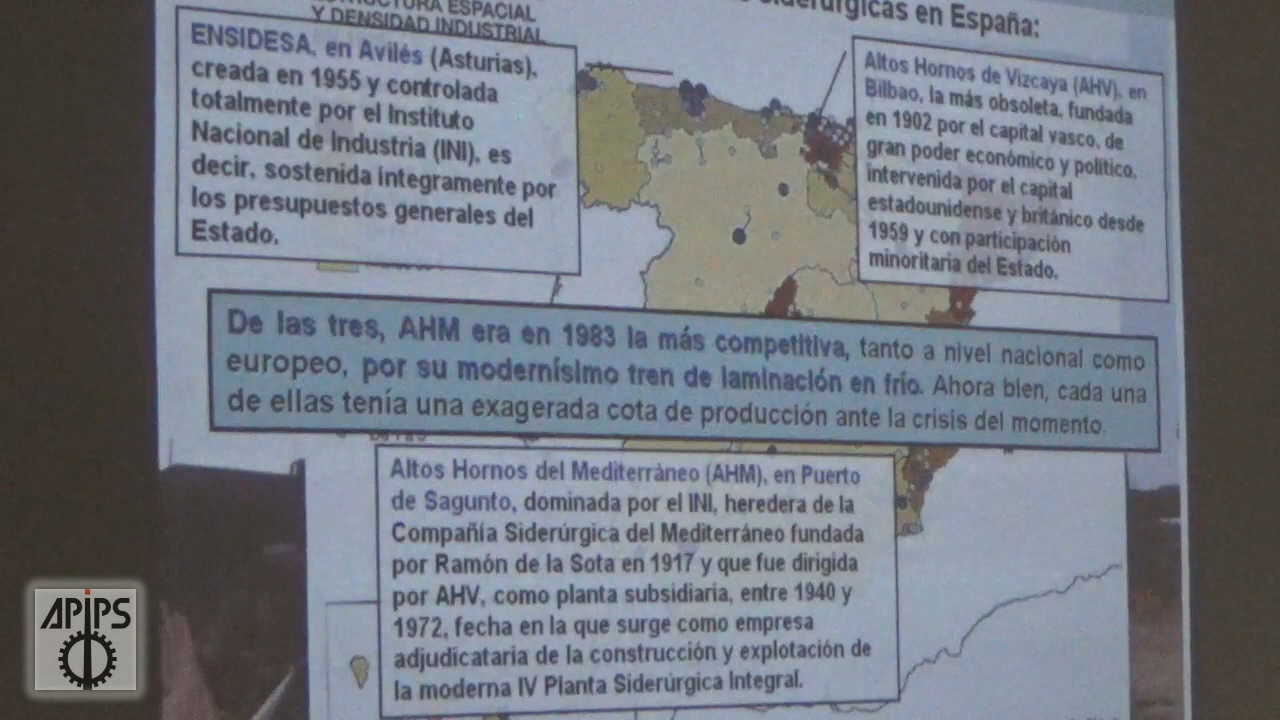 ESPACIAL
Y DENSIDAD INDUSTRIAL
siderúrgicas en España:
ENSIDESA, en Avilés (Asturias),
creada en 1955 y controlada
totalmente por el Instituto
Nacional de Industria (INI), es
decir, sostenida íntegramente por
los presupuestos generales del
Estado.
Altos Hornos de Vizcaya (AHV), en
Bilbao, la más obsoleta, fundada
en 1902 por el capital vasco, de
gran poder económico y político,
intervenida por el capital
estadounidense y británico desde
1959 y con participación
minoritaria del Estado.
De las tres, AHM era en 1983 la más competitiva, tanto a nivel nacional como
europeo, por su modernísimo tren de laminación en frío. Ahora bien, cada una
de ellas tenía una exagerada cota de producción ante la crisis del momento.
Altos Hornos del Mediterráneo (AHM), en Puerto
de Sagunto, dominada por el INI, heredera de la
Compañía Siderúrgica del Mediterráneo fundada
por Ramón de la Sota en 1917 y que fue dirigida
por AHV, como planta subsidiaria, entre 1940 y
1972, fecha en la que surge como empresa
adjudicataria de la construcción y explotación de
la moderna IV Planta Siderúrgica Integral.
APIPS